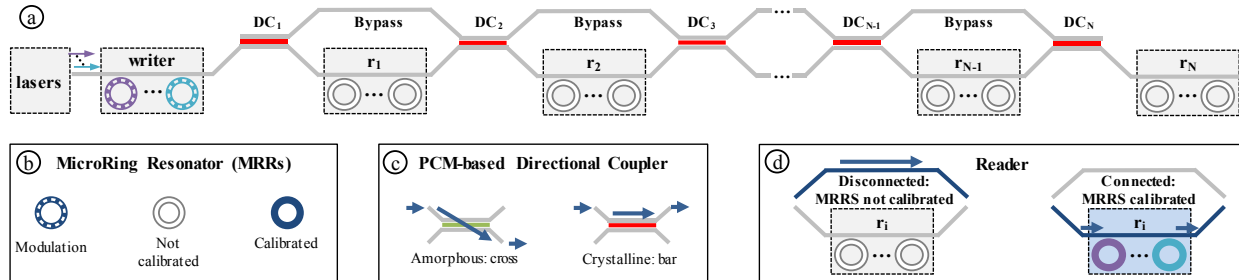 a
DC1 Bypass DC2 Bypass DC3 ... DCN-1 Bypass DCN
lasers writer r1 r2 ... rN-1 rN
... ... ... ... ...
b MicroRing Resonator (MRRs)
Modulation
Not
calibrated
Calibrated
c PCM-based Directional Coupler
Amorphous: cross
Crystalline: bar
d Reader
Disconnected:
MRRS not calibrated
ri
...
Connected:
MRRS calibrated
ri
...